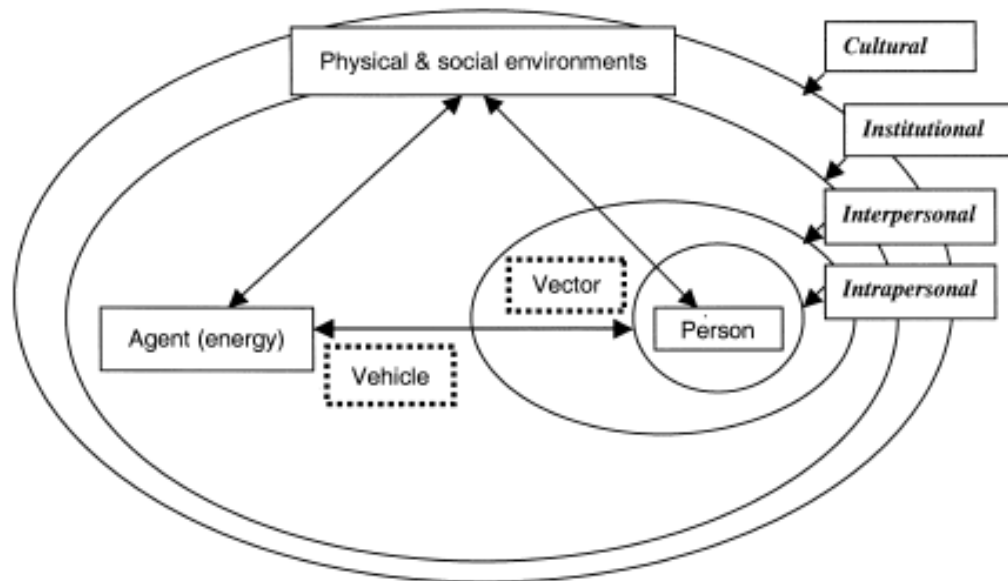 Cultural
Physical & social environments
Institutional
Interpersonal
Intrapersonal
Vector
Agent (energy)
Person
Vehicle